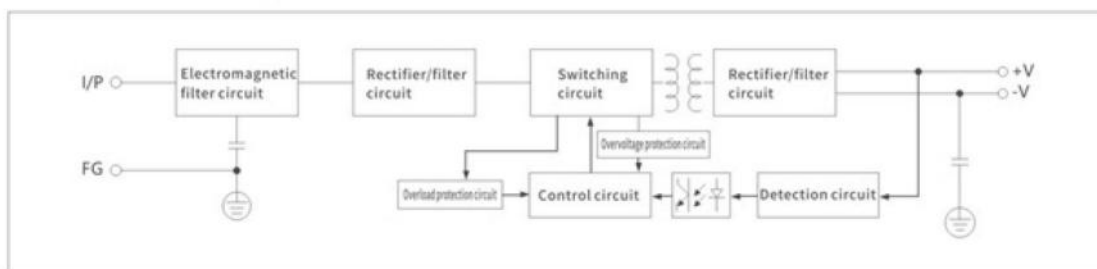 I/P
Electromagnetic
filter circuit
Rectifier/filter
circuit
Switching
circuit
Rectifier/filter
circuit
+V
-V
Overvoltage protection circuit
FG
Overload protection circuit
Control circuit
Detection circuit